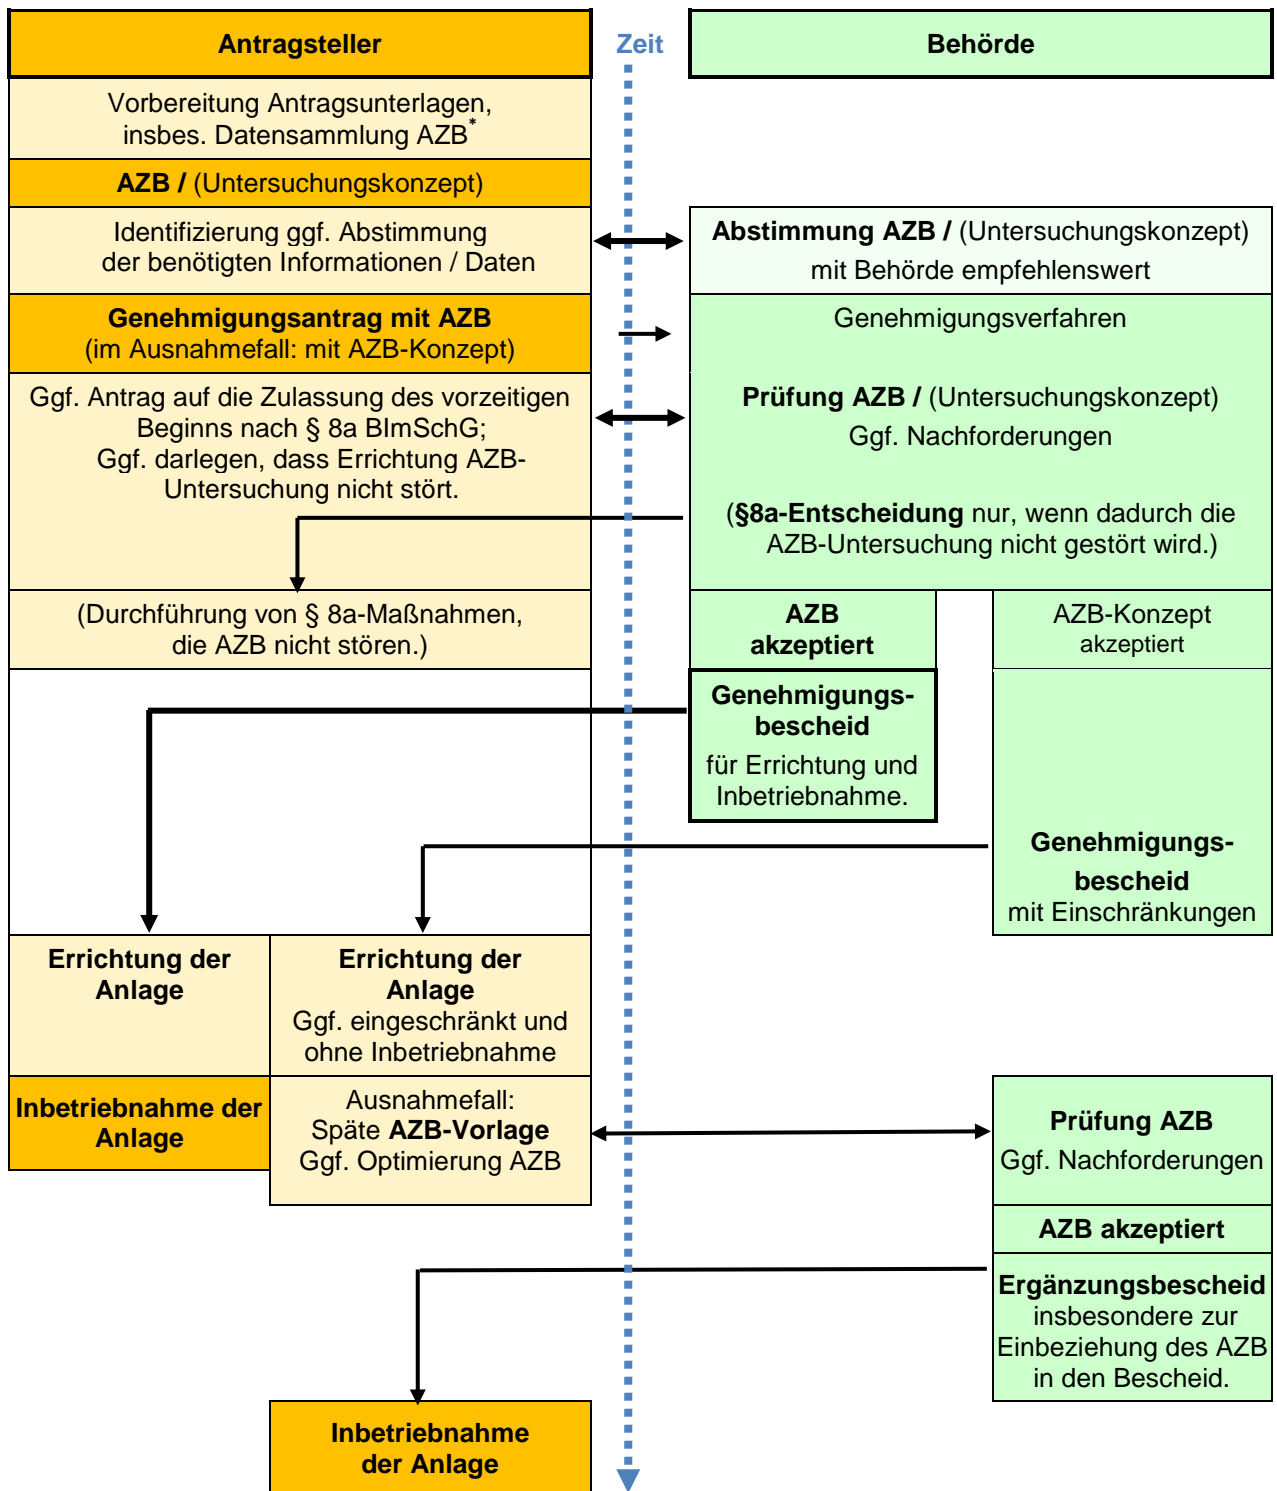 Antragsteller
Zeit
Behörde
Vorbereitung Antragsunterlagen,
insbes. Datensammlung AZB*
AZB / (Untersuchungskonzept)
Identifizierung ggf. Abstimmung
der benötigten Informationen / Daten
Abstimmung AZB / (Untersuchungskonzept)
mit Behörde empfehlenswert
Genehmigungsantrag mit AZB
(im Ausnahmefall: mit AZB-Konzept)
Genehmigungsverfahren
Ggf. Antrag auf die Zulassung des vorzeitigen
Beginns nach § 8a BImSchG;
Ggf. darlegen, dass Errichtung AZB-
Untersuchung nicht stört.
Prüfung AZB / (Untersuchungskonzept)
Ggf. Nachforderungen
(§8a-Entscheidung nur, wenn dadurch die
AZB-Untersuchung nicht gestört wird.)
(Durchführung von § 8a-Maßnahmen,
die AZB nicht stören.)
AZB
akzeptiert
AZB-Konzept
akzeptiert
Genehmigungs-
bescheid
für Errichtung und
Inbetriebnahme.
Genehmigungs-
bescheid
mit Einschränkungen
Errichtung der
Anlage
Errichtung der
Anlage
Ggf. eingeschränkt und
ohne Inbetriebnahme
Inbetriebnahme der
Anlage
Ausnahmefall:
Späte AZB-Vorlage
Ggf. Optimierung AZB
Prüfung AZB
Ggf. Nachforderungen
AZB akzeptiert
Ergänzungsbescheid
insbesondere zur
Einbeziehung des AZB
in den Bescheid.
Inbetriebnahme
der Anlage